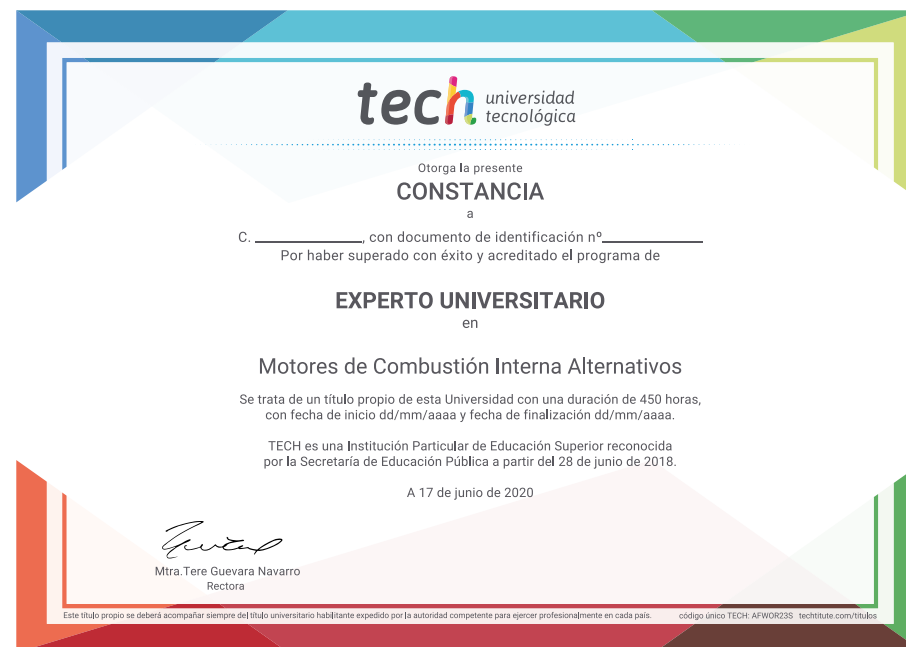 tech universidad
tecnológica
Otorga la presente
CONSTANCIA
a
C. ______________, con documento de identificación nº______________
Por haber superado con éxito y acreditado el programa de
EXPERTO UNIVERSITARIO
en
Motores de Combustión Interna Alternativos
Se trata de un título propio de esta Universidad con una duración de 450 horas,
con fecha de inicio dd/mm/aaaa y fecha de finalización dd/mm/aaaa.
TECH es una Institución Particular de Educación Superior reconocida
por la Secretaría de Educación Pública a partir del 28 de junio de 2018.
A 17 de junio de 2020
Mtra.Tere Guevara Navarro
Rectora
Este título propio se deberá acompañar siempre del título universitario habilitante expedido por la autoridad competente para ejercer profesionalmente en cada país. código único TECH: AFWOR23S techtitute.com/titulos